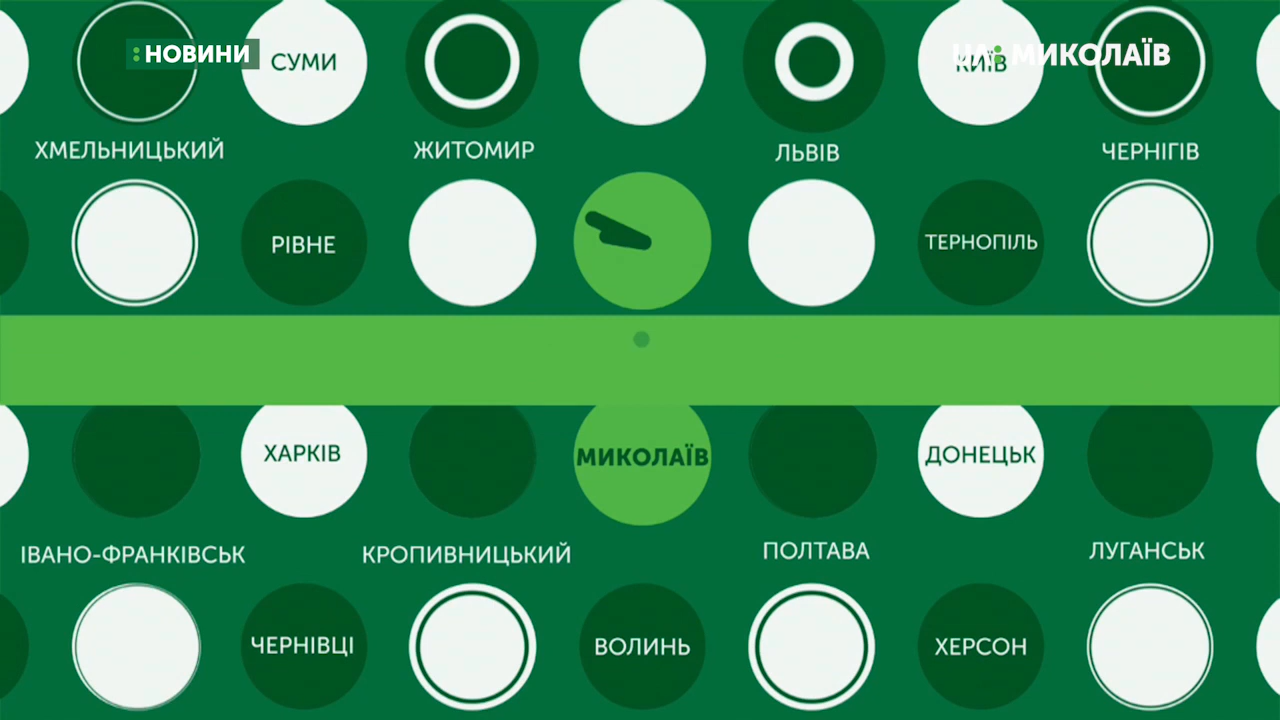 НОВИНИ
СУМИ
КИЇВ
UA: МИКОЛАЇВ
ХМЕЛЬНИЦЬКИЙ
ЖИТОМИР
ЛЬВІВ
ЧЕРНІГІВ
РІВНЕ
ТЕРНОПІЛЬ
ХАРКІВ
МИКОЛАЇВ
ДОНЕЦЬК
ІВАНО-ФРАНКІВСЬК
КРОПИВНИЦЬКИЙ
ПОЛТАВА
ЛУГАНСЬК
ЧЕРНІВЦІ
ВОЛИНЬ
ХЕРСОН